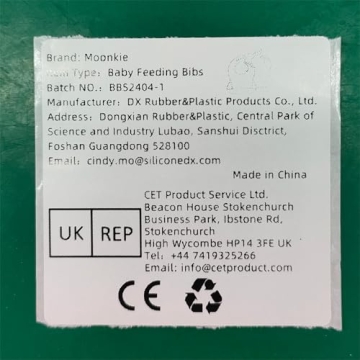 Brand: Moonkie
Item Type: Baby Feeding Bibs
Batch NO.: BBS2404-1
Manufacturer: DX Rubber&Plastic Products Co., Ltd.
Address: Dongxian Rubber&Plastic, Central Park of
Science and Industry Lubao, Sanshui Disctrict,
Foshan Guangdong 528100
Email: cindy.mo@siliconedx.com
Made in China
UK REP
CET Product Service Ltd.
Beacon House Stokenchurch
Business Park, Ibstone Rd,
Stokenchurch
High Wycombe HP14 3FE UK
Tel: +44 7419325266
Email: info@cetproduct.com
CE